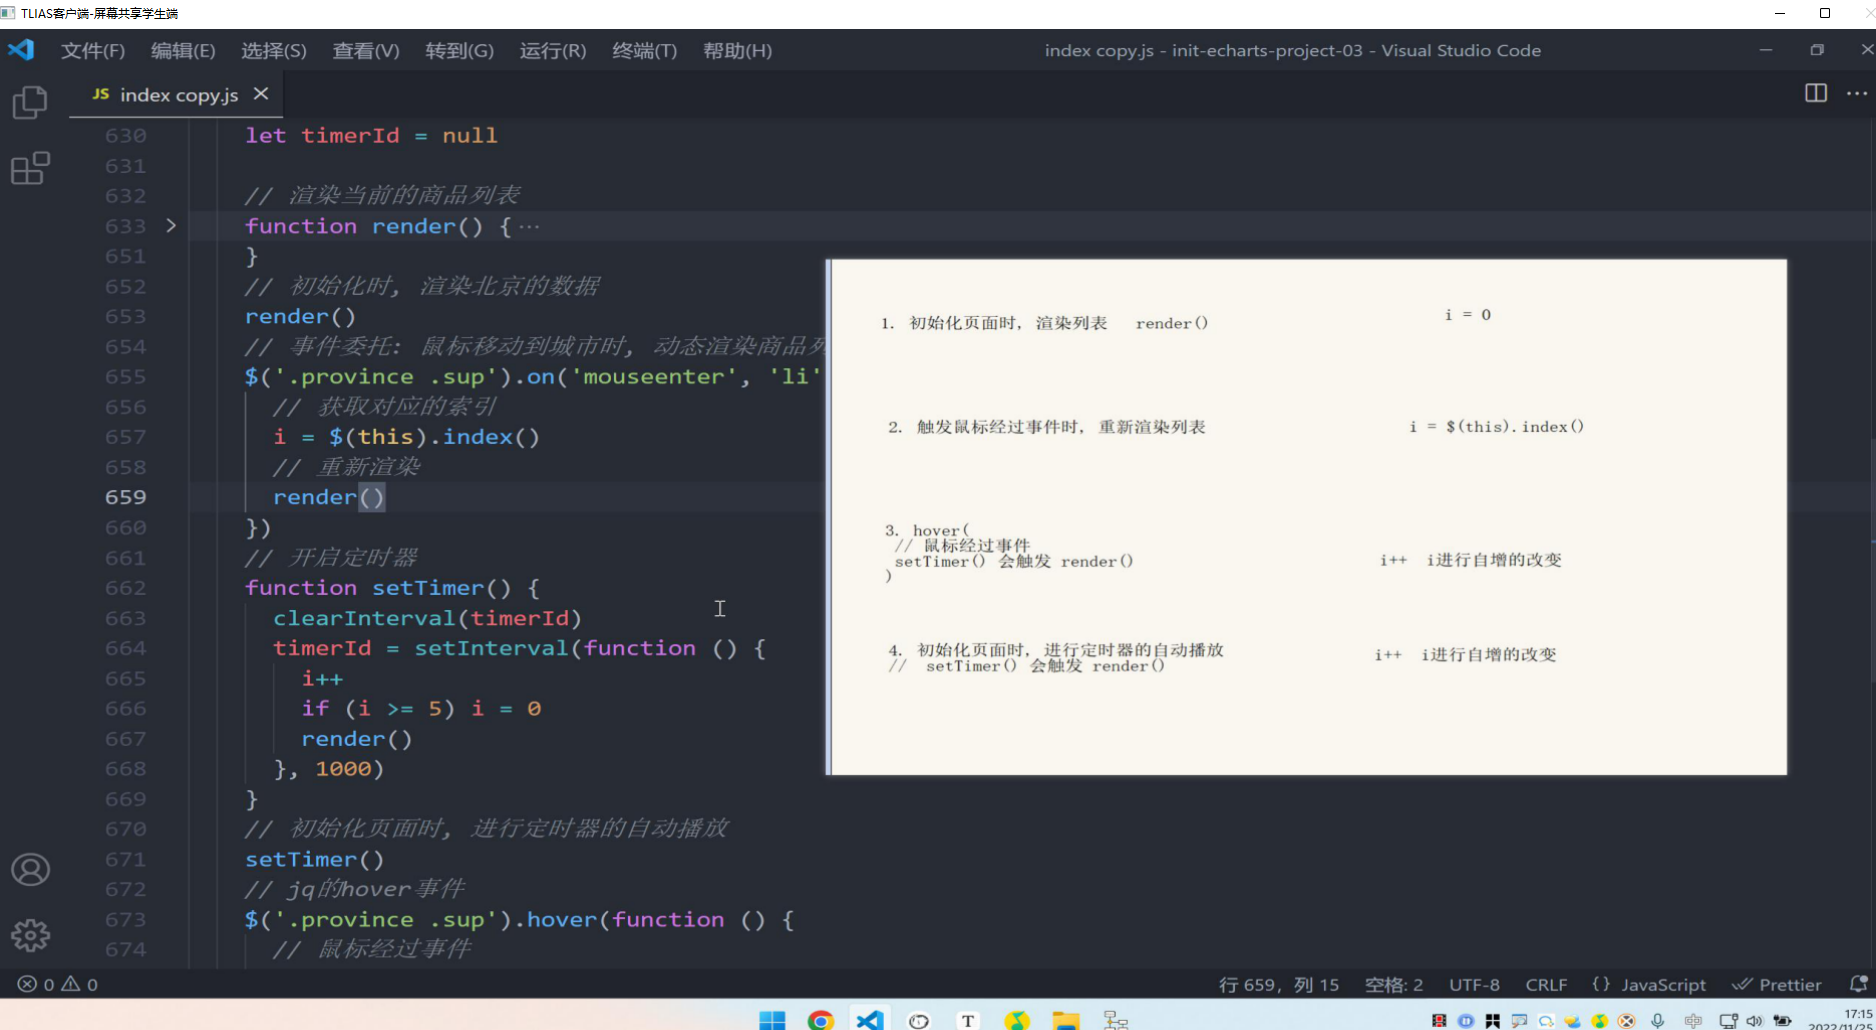 TLIAS客户端-屏幕共享学生端
文件(F) 编辑(E) 选择(S) 查看(V) 转到(G) 运行(R) 终端(T) 帮助(H) index copy.js - init-echarts-project-03 - Visual Studio Code
JS index copy.js
630 let timerId = null
631
632 // 渲染当前的商品列表
633 function render() {···
651 }
652 // 初始化时, 渲染北京的数据
653 render()
654 // 事件委托: 鼠标移动到城市时, 动态渲染商品列
655 $('.province .sup').on('mouseenter', 'li'
656 // 获取对应的索引
657 i = $(this).index()
658 // 重新渲染
659 render()
660 })
661 // 开启定时器
662 function setTimer() {
663 clearInterval(timerId)
664 timerId = setInterval(function () {
665 i++
666 if (i >= 5) i = 0
667 render()
668 }, 1000)
669 }
670 // 初始化页面时, 进行定时器的自动播放
671 setTimer()
672 // jq的hover事件
673 $('.province .sup').hover(function () {
674 // 鼠标经过事件
1. 初始化页面时, 渲染列表 render() i = 0
2. 触发鼠标经过事件时, 重新渲染列表 i = $(this).index()
3. hover(
// 鼠标经过事件
setTimer() 会触发 render() i++ i进行自增的改变
)
4. 初始化页面时, 进行定时器的自动播放 i++ i进行自增的改变
// setTimer() 会触发 render()
0 0 行 659, 列 15 空格: 2 UTF-8 CRLF {} JavaScript Prettier
T 中 17:15